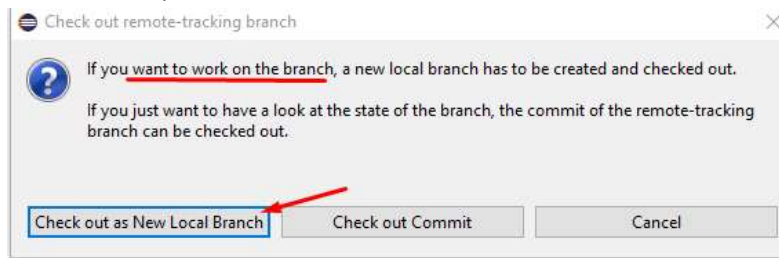 Check out remote-tracking branch
If you want to work on the branch, a new local branch has to be created and checked out.
If you just want to have a look at the state of the branch, the commit of the remote-tracking
branch can be checked out.
Check out as New Local Branch
Check out Commit
Cancel